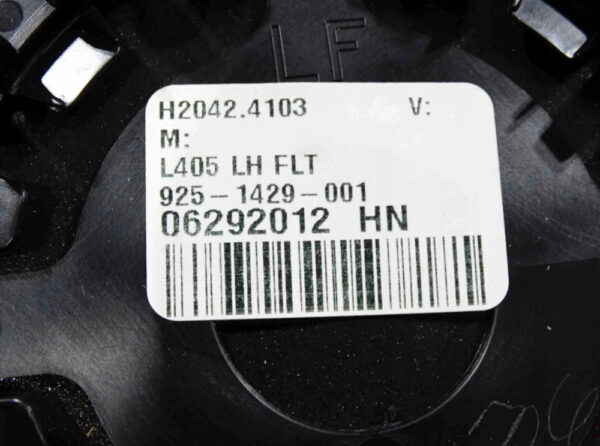 LF
H2042.4103 V:
M:
L405 LH FLT
925-1429-001
06292012 HN